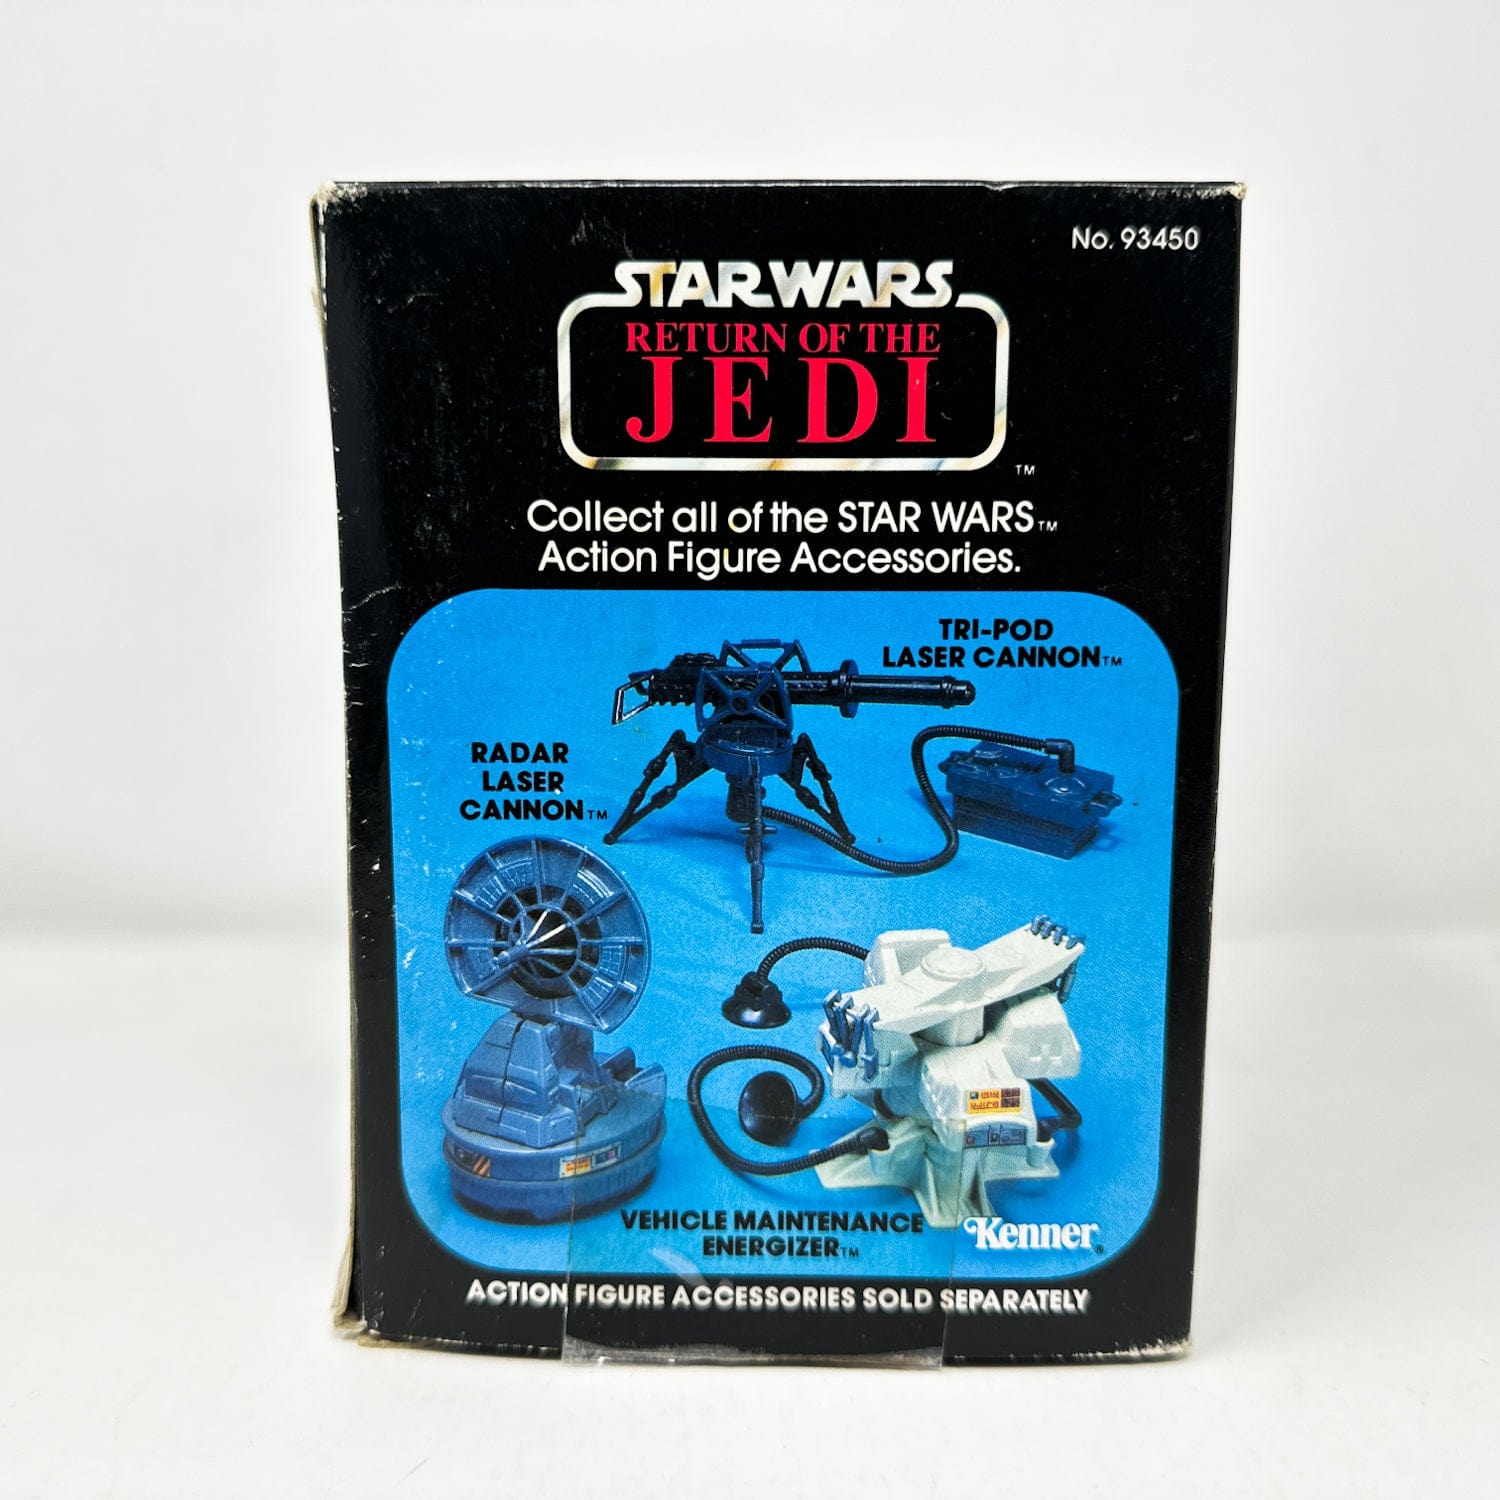 No. 93450
STAR WARS
RETURN OF THE
JEDI
TM
Collect all of the STAR WARS TM
Action Figure Accessories.
TRI-POD
LASER CANNON TM
RADAR
LASER
CANNON TM
VEHICLE MAINTENANCE
ENERGIZER TM
Kenner ®
ACTION FIGURE ACCESSORIES SOLD SEPARATELY